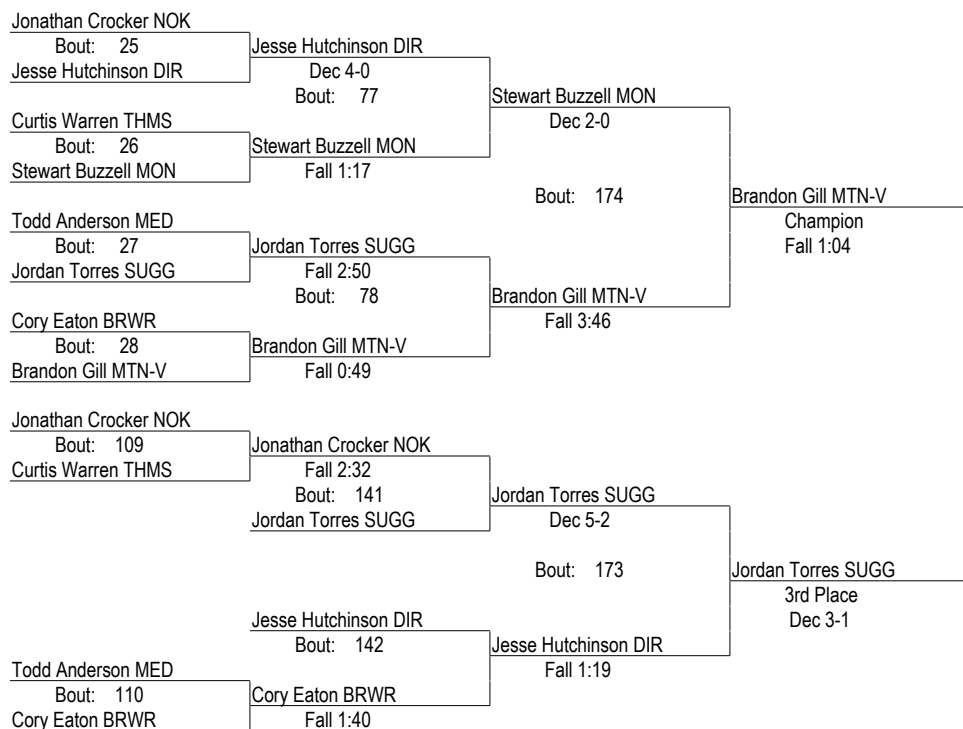 Jonathan Crocker NOK
Bout: 25
Jesse Hutchinson DIR
Jesse Hutchinson DIR
Dec 4-0
Bout: 77
Stewart Buzzell MON
Dec 2-0
Curtis Warren THMS
Bout: 26
Stewart Buzzell MON
Stewart Buzzell MON
Fall 1:17
Bout: 174
Brandon Gill MTN-V
Champion
Fall 1:04
Todd Anderson MED
Bout: 27
Jordan Torres SUGG
Jordan Torres SUGG
Fall 2:50
Bout: 78
Brandon Gill MTN-V
Fall 3:46
Cory Eaton BRWR
Bout: 28
Brandon Gill MTN-V
Brandon Gill MTN-V
Fall 0:49
Jonathan Crocker NOK
Bout: 109
Curtis Warren THMS
Jonathan Crocker NOK
Fall 2:32
Bout: 141
Jordan Torres SUGG
Jordan Torres SUGG
Dec 5-2
Bout: 173
Jordan Torres SUGG
3rd Place
Dec 3-1
Jesse Hutchinson DIR
Bout: 142
Jesse Hutchinson DIR
Fall 1:19
Todd Anderson MED
Bout: 110
Cory Eaton BRWR
Cory Eaton BRWR
Fall 1:40